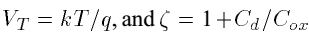 V_T = kT/q, and ζ = 1+C_d/C_ox